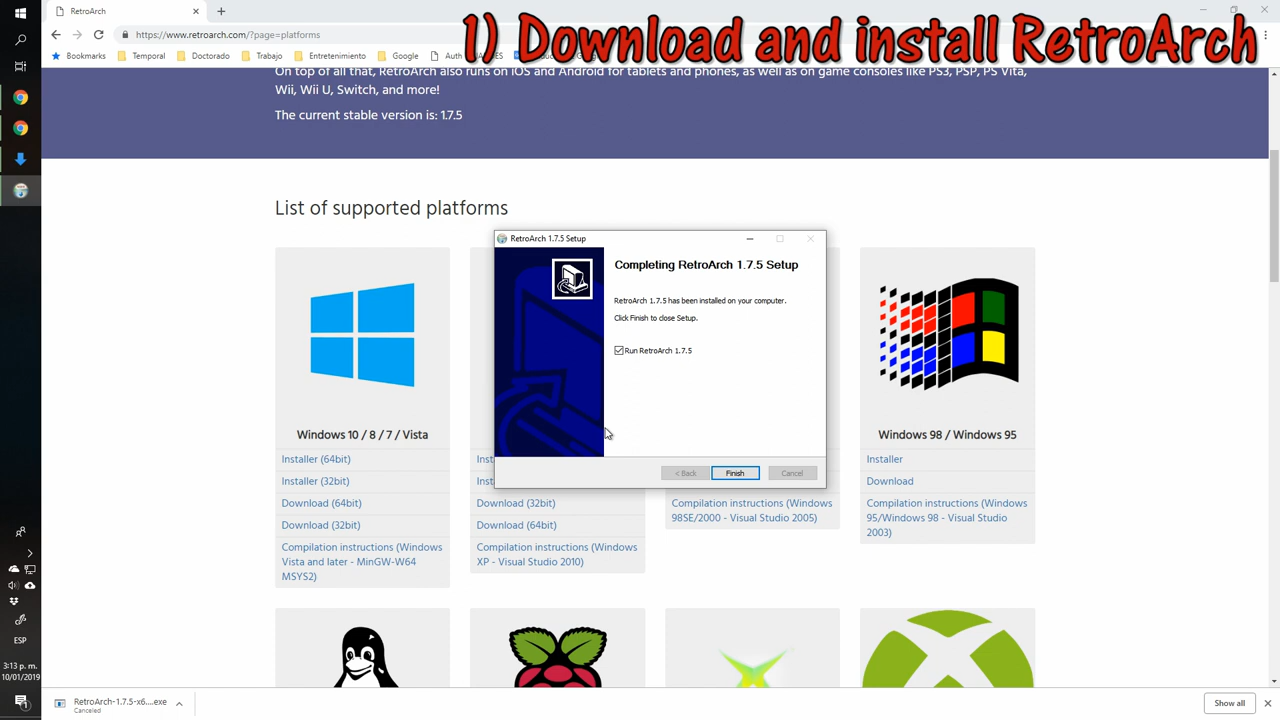 RetroArch
1) Download and install RetroArch
https://www.retroarch.com/?page=platforms
Bookmarks
Temporal
Doctorado
Trabajo
Entretenimiento
Google
Auth
On top of all that, RetroArch also runs on iOS and Android for tablets and phones, as well as on game consoles like PS3, PSP, PS Vita,
Wii, Wii U, Switch, and more!
The current stable version is: 1.7.5
List of supported platforms
RetroArch 1.7.5 Setup
Completing RetroArch 1.7.5 Setup
RetroArch 1.7.5 has been installed on your computer.
Click Finish to close Setup.
Run RetroArch 1.7.5
< Back
Finish
Cancel
Windows 10 / 8 / 7 / Vista
Installer (64bit)
Installer (32bit)
Download (64bit)
Download (32bit)
Compilation instructions (Windows
Vista and later - MinGW-W64
MSYS2)
Download (32bit)
Download (64bit)
Compilation instructions (Windows
XP - Visual Studio 2010)
Compilation instructions (Windows
98SE/2000 - Visual Studio 2005)
Windows 98 / Windows 95
Installer
Download
Compilation instructions (Windows
95/Windows 98 - Visual Studio
2003)
ESP
3:13 p. m.
10/01/2019
RetroArch-1.7.5-x6....exe
Canceled
Show all